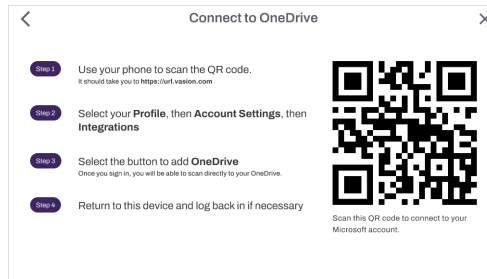 Connect to OneDrive
Step 1
Use your phone to scan the QR code.
It should take you to https://url.vasion.com
Step 2
Select your Profile, then Account Settings, then
Integrations
Step 3
Select the button to add OneDrive
Once you sign in, you will be able to scan directly to your OneDrive.
Step 4
Return to this device and log back in if necessary
Scan this QR code to connect to your
Microsoft account.